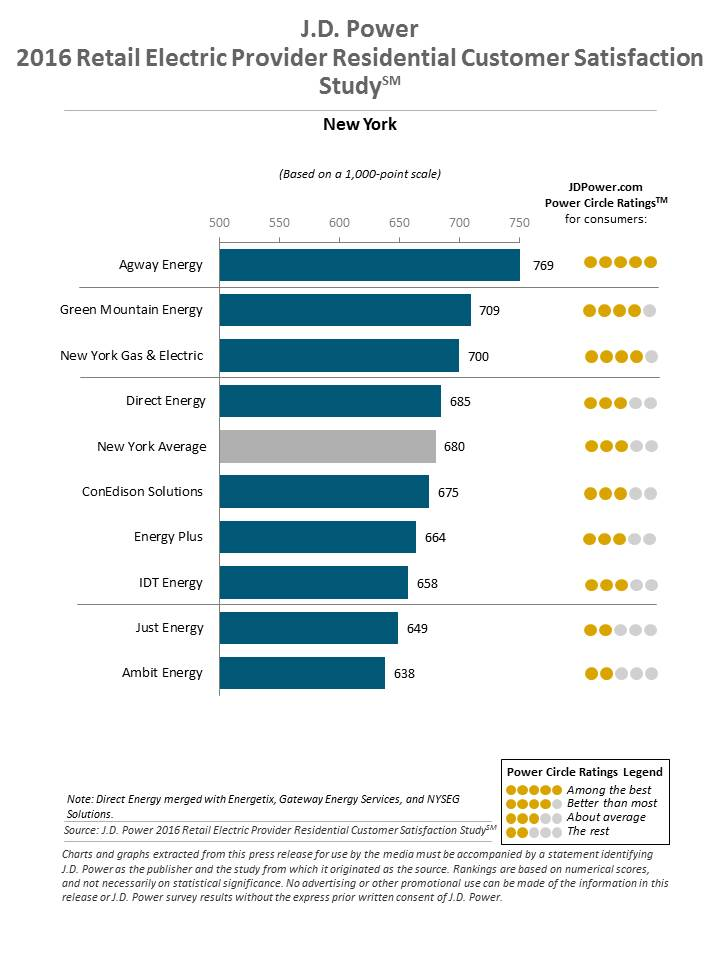 J.D. Power
2016 Retail Electric Provider Residential Customer Satisfaction
StudySM
New York
(Based on a 1,000-point scale)
JDPower.com
Power Circle RatingsTM
for consumers:
500 550 600 650 700 750
Agway Energy 769
Green Mountain Energy 709
New York Gas & Electric 700
Direct Energy 685
New York Average 680
ConEdison Solutions 675
Energy Plus 664
IDT Energy 658
Just Energy 649
Ambit Energy 638
Power Circle Ratings Legend
Among the best
Better than most
About average
The rest
Note: Direct Energy merged with Energetix, Gateway Energy Services, and NYSEG
Solutions.
Source: J.D. Power 2016 Retail Electric Provider Residential Customer Satisfaction StudySM
Charts and graphs extracted from this press release for use by the media must be accompanied by a statement identifying
J.D. Power as the publisher and the study from which it originated as the source. Rankings are based on numerical scores,
and not necessarily on statistical significance. No advertising or other promotional use can be made of the information in this
release or J.D. Power survey results without the express prior written consent of J.D. Power.